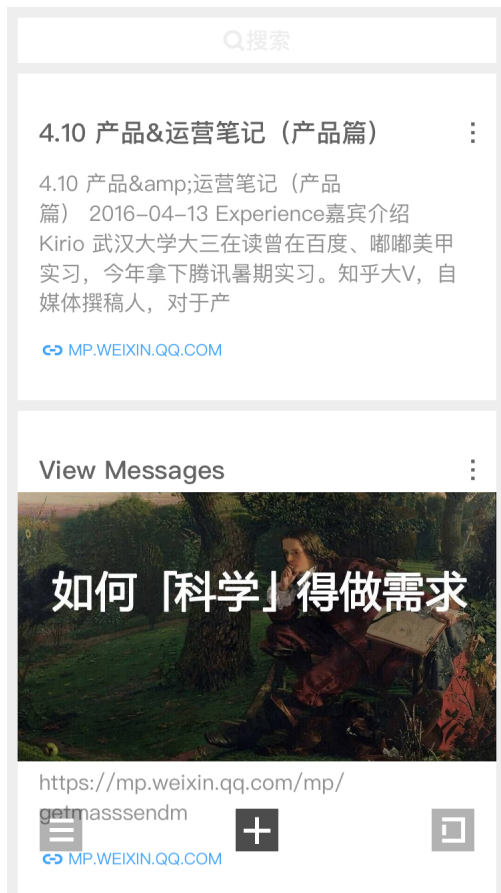 搜索
4.10 产品&运营笔记（产品篇）
4.10 产品&amp;运营笔记（产品
篇） 2016-04-13 Experience嘉宾介绍
Kirio 武汉大学大三在读曾在百度、嘟嘟美甲
实习，今年拿下腾讯暑期实习。知乎大V，自
媒体撰稿人，对于产
MP.WEIXIN.QQ.COM
View Messages
如何「科学」得做需求
https://mp.weixin.qq.com/mp/
getmasssendm
MP.WEIXIN.QQ.COM